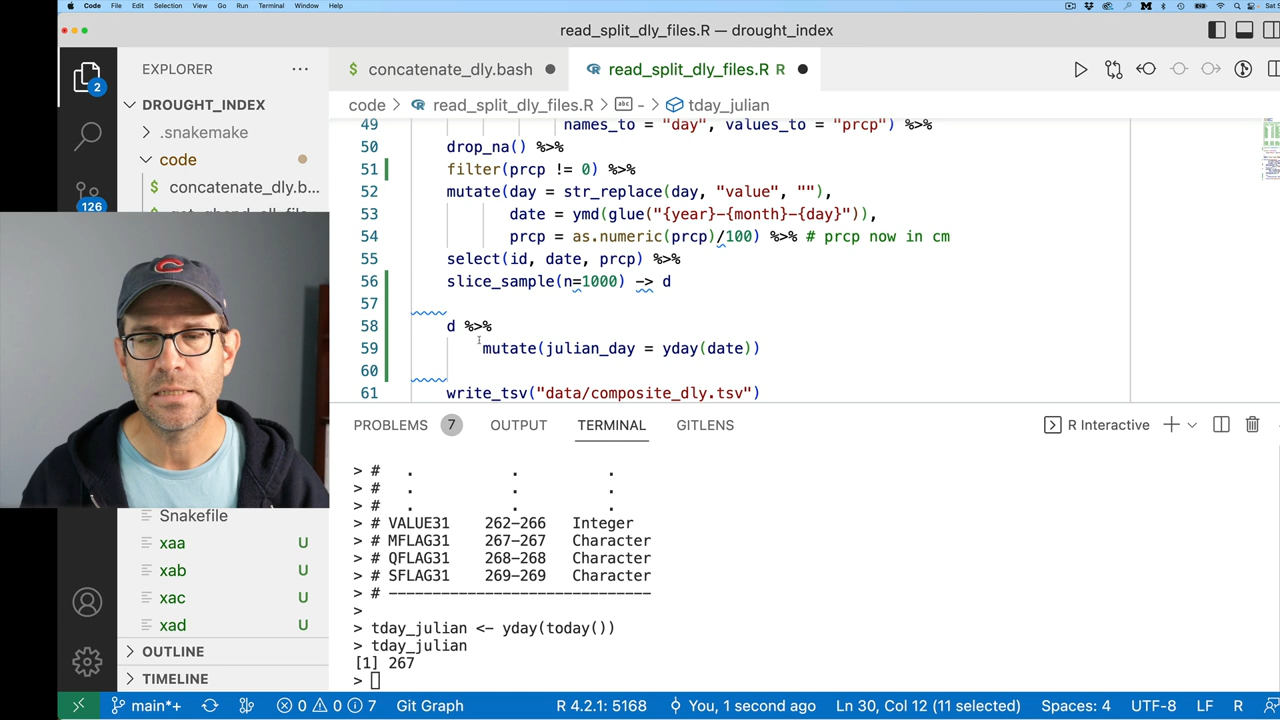 Code File Edit Selection View Go Run Terminal Window Help
read_split_dly_files.R — drought_index
EXPLORER
$ concatenate_dly.bash
read_split_dly_files.R R
DROUGHT_INDEX
code > read_split_dly_files.R > abc - > tday_julian
.snakemake
code
$ concatenate_dly.b...
2
126
49 names_to = "day", values_to = "prcp") %>%
50 drop_na() %>%
51 filter(prcp != 0) %>%
52 mutate(day = str_replace(day, "value", ""),
53 date = ymd(glue("{year}-{month}-{day}")),
54 prcp = as.numeric(prcp)/100) %>% # prcp now in cm
55 select(id, date, prcp) %>%
56 slice_sample(n=1000) -> d
57
58 d %>%
59 mutate(julian_day = yday(date))
60
61 write_tsv("data/composite_dly.tsv")
PROBLEMS 7 OUTPUT TERMINAL GITLENS
R Interactive
> # . . .
> # . . .
> # . . .
> # VALUE31 262-266 Integer
> # MFLAG31 267-267 Character
> # QFLAG31 268-268 Character
> # SFLAG31 269-269 Character
> # ------------------------------
>
> tday_julian <- yday(today())
> tday_julian
[1] 267
>
Snakefile
xaa U
xab U
xac U
xad U
OUTLINE
TIMELINE
main*+ 0 0 7 Git Graph R 4.2.1: 5168 You, 1 second ago Ln 30, Col 12 (11 selected) Spaces: 4 UTF-8 LF R